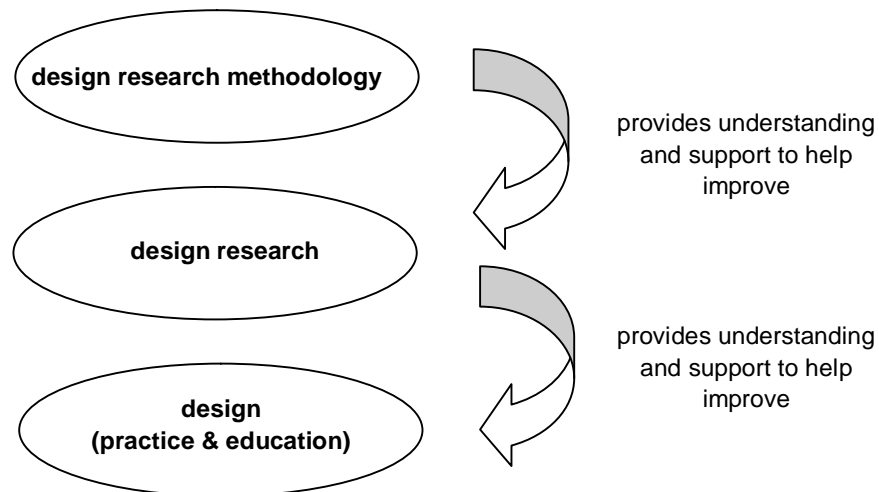 design research methodology
provides understanding
and support to help
improve
design research
provides understanding
and support to help
improve
design
(practice & education)